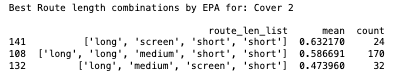 Best Route length combinations by EPA for: Cover 2
route_len_list mean count
141 ['long', 'screen', 'short', 'short'] 0.632170 24
108 ['long', 'long', 'medium', 'short', 'short'] 0.586691 170
132 ['long', 'medium', 'screen', 'short'] 0.473960 32